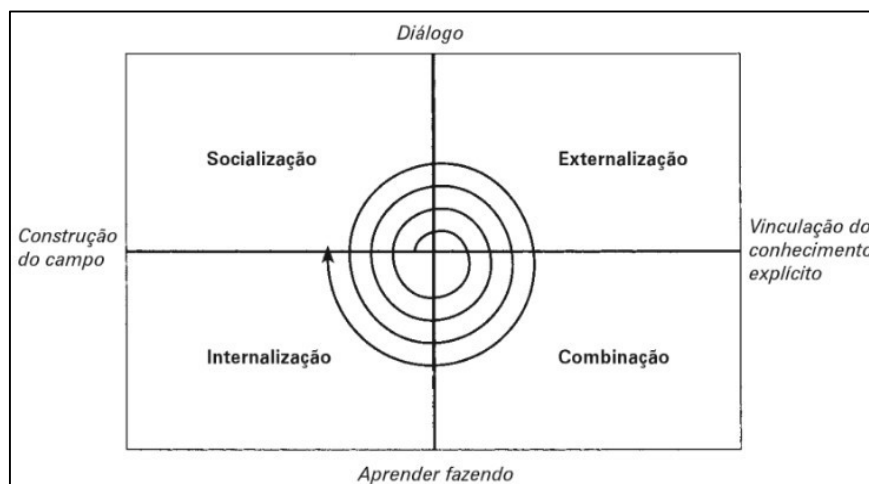 Diálogo
Socialização
Externalização
Construção
do campo
Vinculação do
conhecimento
explícito
Internalização
Combinação
Aprender fazendo